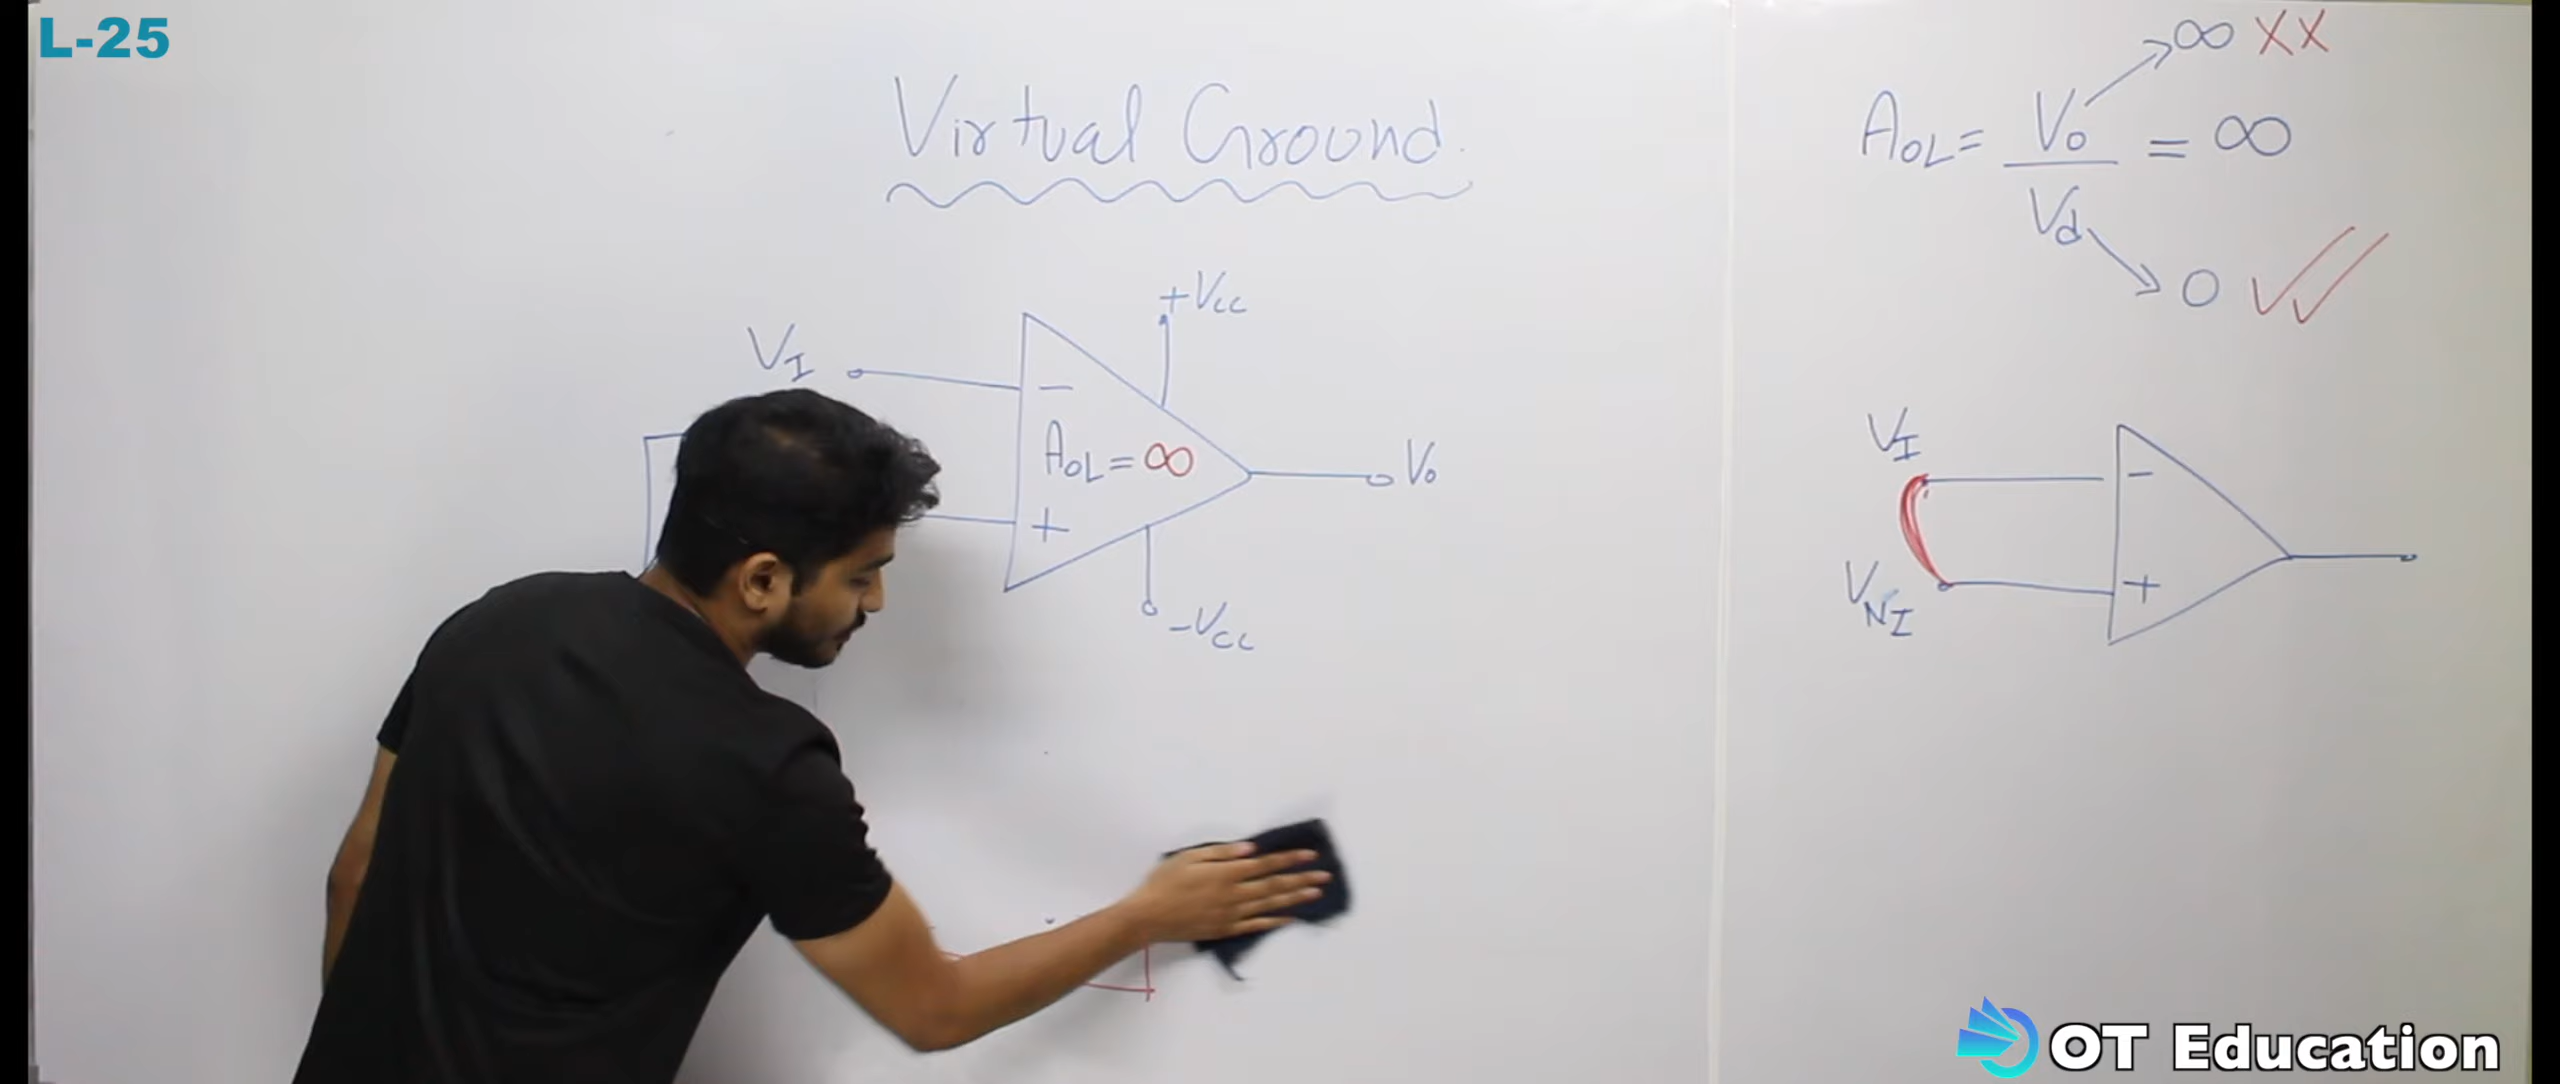 L-25
Virtual Ground.
+Vcc
VI
-
AOL = ∞
Vo
+
-Vcc
∞ XX
AOL = Vo/Vd = ∞
0 ✓✓
VI
-
VNI
+
OT Education